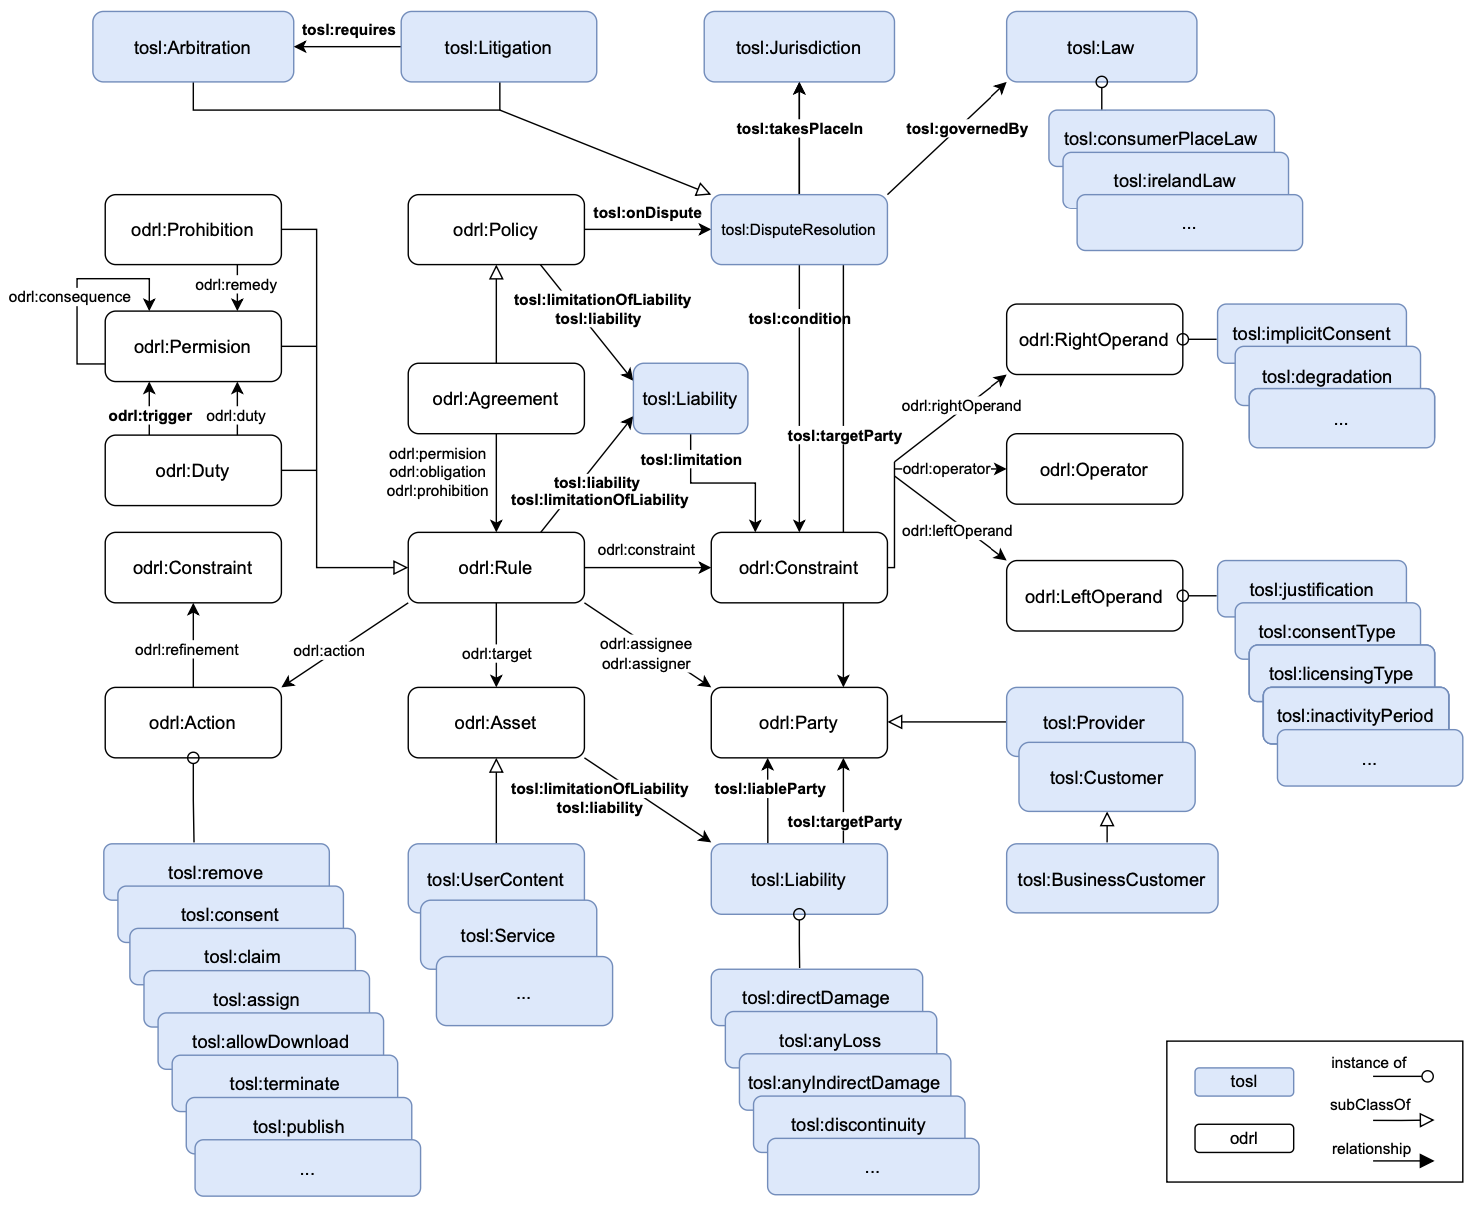 tosl:Arbitration
tosl:requires
tosl:Litigation
tosl:Jurisdiction
tosl:Law
tosl:takesPlaceIn
tosl:governedBy
tosl:consumerPlaceLaw
tosl:irelandLaw
...
odrl:Prohibition
odrl:Policy
tosl:onDispute
tosl:DisputeResolution
odrl:remedy
odrl:consequence
tosl:limitationOfLiability
tosl:liability
tosl:condition
odrl:Permision
odrl:RightOperand
tosl:implicitConsent
tosl:degradation
...
odrl:Agreement
tosl:Liability
odrl:rightOperand
odrl:trigger
odrl:duty
tosl:targetParty
odrl:permision
odrl:obligation
odrl:prohibition
tosl:limitation
odrl:Duty
odrl:operator
odrl:Operator
tosl:liability
tosl:limitationOfLiability
odrl:leftOperand
odrl:Constraint
odrl:Rule
odrl:constraint
odrl:Constraint
odrl:LeftOperand
tosl:justification
tosl:consentType
tosl:licensingType
tosl:inactivityPeriod
...
odrl:refinement
odrl:action
odrl:target
odrl:assignee
odrl:assigner
odrl:Action
odrl:Asset
odrl:Party
tosl:Provider
tosl:Customer
tosl:limitationOfLiability
tosl:liability
tosl:liableParty
tosl:targetParty
tosl:BusinessCustomer
tosl:remove
tosl:consent
tosl:claim
tosl:assign
tosl:allowDownload
tosl:terminate
tosl:publish
...
tosl:UserContent
tosl:Service
...
tosl:Liability
tosl:directDamage
tosl:anyLoss
tosl:anyIndirectDamage
tosl:discontinuity
...
tosl
odrl
instance of
subClassOf
relationship